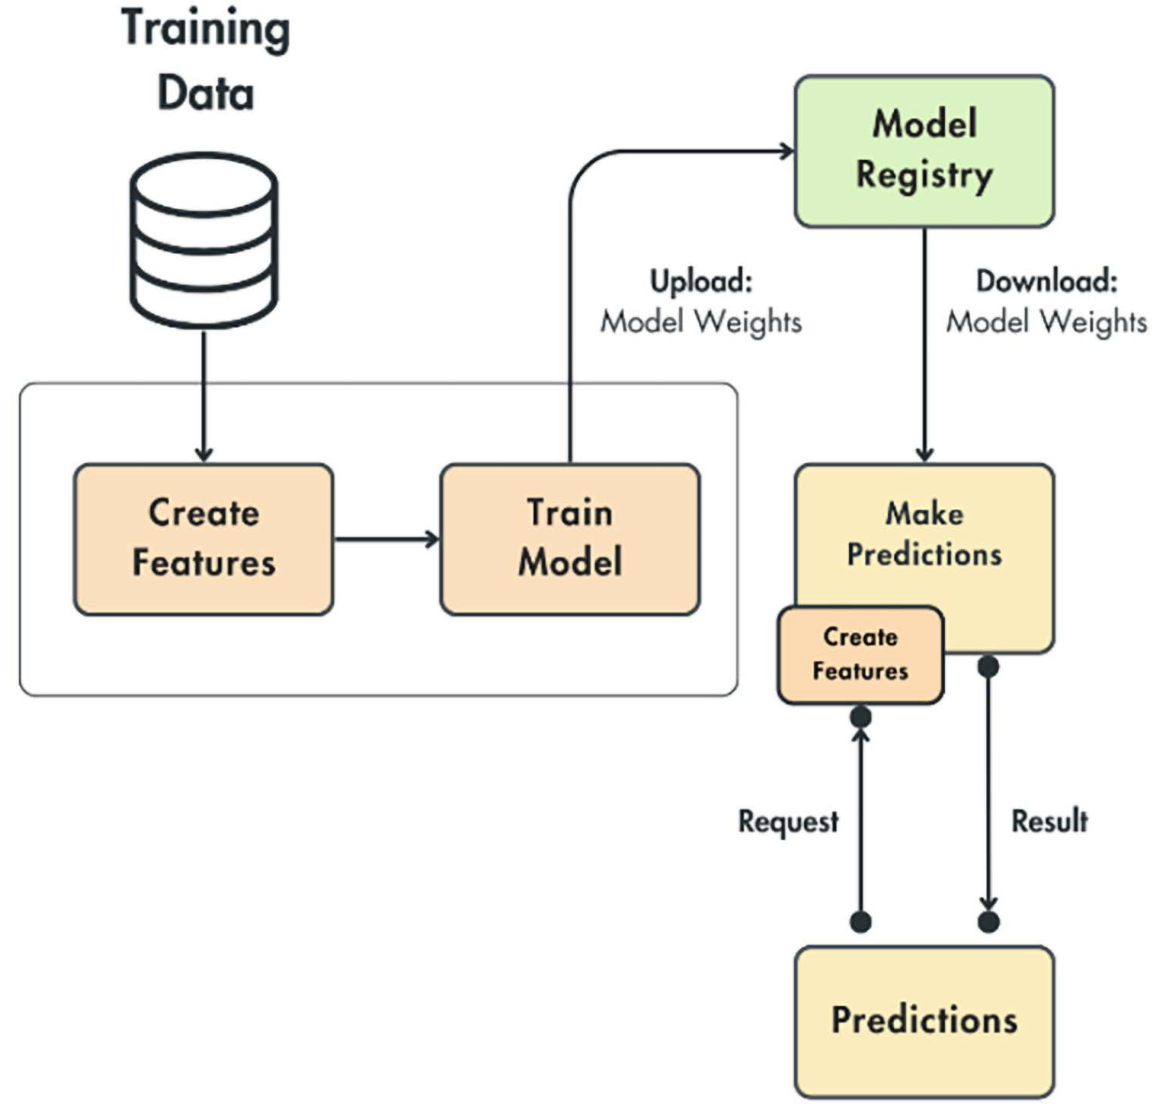 Training
Data
Model
Registry
Upload:
Model Weights
Download:
Model Weights
Create
Features
Train
Model
Make
Predictions
Create
Features
Request
Result
Predictions